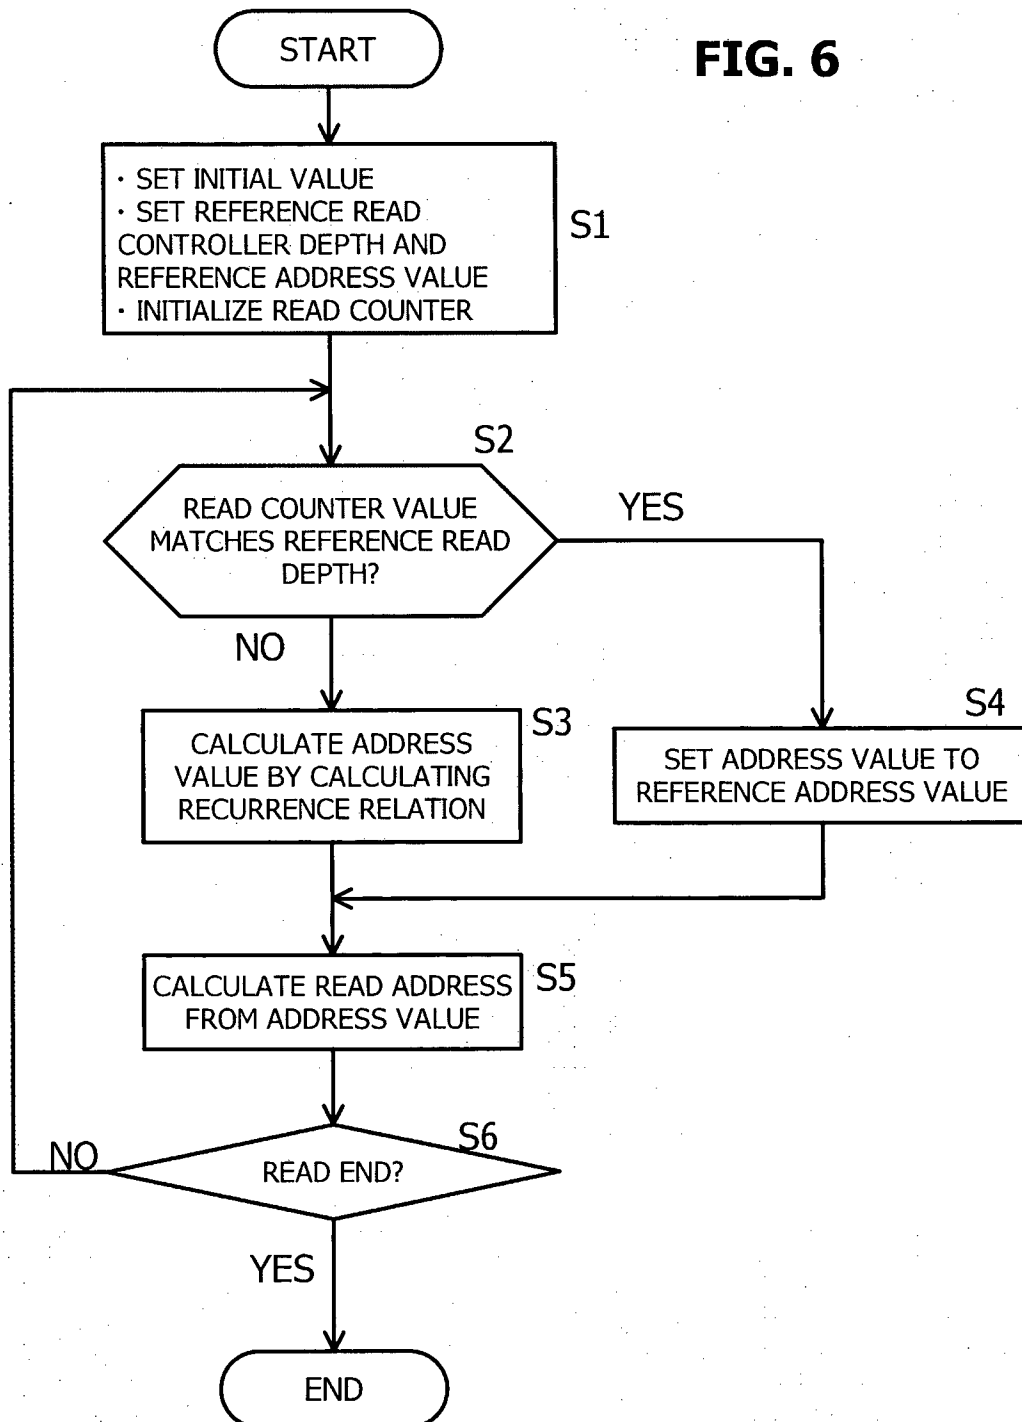 START
FIG. 6
· SET INITIAL VALUE
· SET REFERENCE READ
CONTROLLER DEPTH AND
REFERENCE ADDRESS VALUE
· INITIALIZE READ COUNTER
S1
S2
READ COUNTER VALUE
MATCHES REFERENCE READ
DEPTH?
YES
NO
S3
CALCULATE ADDRESS
VALUE BY CALCULATING
RECURRENCE RELATION
S4
SET ADDRESS VALUE TO
REFERENCE ADDRESS VALUE
S5
CALCULATE READ ADDRESS
FROM ADDRESS VALUE
S6
READ END?
NO
YES
END